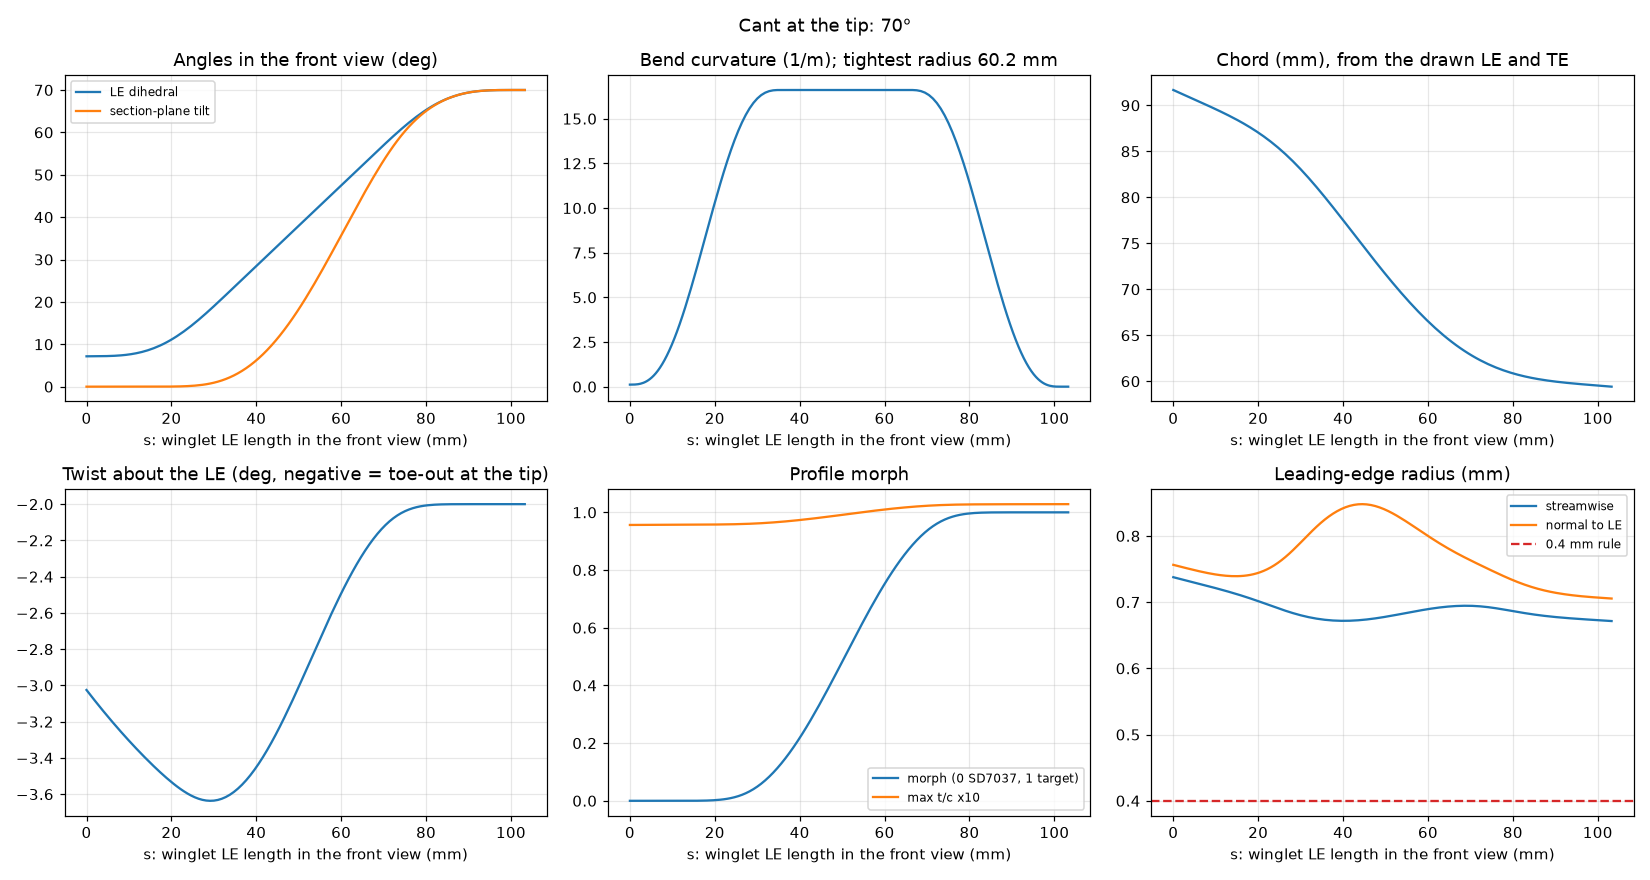 Cant at the tip: 70°
Angles in the front view (deg)
LE dihedral
section-plane tilt
70
60
50
40
30
20
10
0
0 20 40 60 80 100
s: winglet LE length in the front view (mm)
Bend curvature (1/m); tightest radius 60.2 mm
15.0
12.5
10.0
7.5
5.0
2.5
0.0
0 20 40 60 80 100
s: winglet LE length in the front view (mm)
Chord (mm), from the drawn LE and TE
90
85
80
75
70
65
60
0 20 40 60 80 100
s: winglet LE length in the front view (mm)
Twist about the LE (deg, negative = toe-out at the tip)
−2.0
−2.2
−2.4
−2.6
−2.8
−3.0
−3.2
−3.4
−3.6
0 20 40 60 80 100
s: winglet LE length in the front view (mm)
Profile morph
1.0
0.8
0.6
0.4
0.2
0.0
morph (0 SD7037, 1 target)
max t/c x10
0 20 40 60 80 100
s: winglet LE length in the front view (mm)
Leading-edge radius (mm)
streamwise
normal to LE
0.4 mm rule
0.8
0.7
0.6
0.5
0.4
0 20 40 60 80 100
s: winglet LE length in the front view (mm)